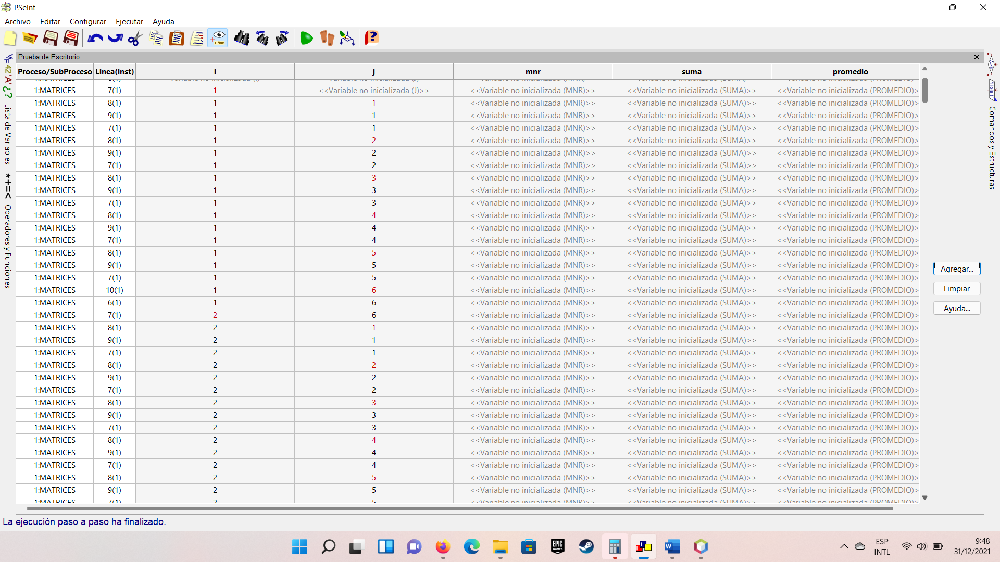 PSeInt
Archivo Editar Configurar Ejecutar Ayuda
Prueba de Escritorio
Proceso/SubProceso Linea(inst) i j mnr suma promedio
1:MATRICES 7(1) 1 <<Variable no inicializada (J)>> <<Variable no inicializada (MNR)>> <<Variable no inicializada (SUMA)>> <<Variable no inicializada (PROMEDIO)>
1:MATRICES 8(1) 1 1 <<Variable no inicializada (MNR)>> <<Variable no inicializada (SUMA)>> <<Variable no inicializada (PROMEDIO)>
1:MATRICES 9(1) 1 1 <<Variable no inicializada (MNR)>> <<Variable no inicializada (SUMA)>> <<Variable no inicializada (PROMEDIO)>
1:MATRICES 7(1) 1 1 <<Variable no inicializada (MNR)>> <<Variable no inicializada (SUMA)>> <<Variable no inicializada (PROMEDIO)>
1:MATRICES 8(1) 1 2 <<Variable no inicializada (MNR)>> <<Variable no inicializada (SUMA)>> <<Variable no inicializada (PROMEDIO)>
1:MATRICES 9(1) 1 2 <<Variable no inicializada (MNR)>> <<Variable no inicializada (SUMA)>> <<Variable no inicializada (PROMEDIO)>
1:MATRICES 7(1) 1 2 <<Variable no inicializada (MNR)>> <<Variable no inicializada (SUMA)>> <<Variable no inicializada (PROMEDIO)>
1:MATRICES 8(1) 1 3 <<Variable no inicializada (MNR)>> <<Variable no inicializada (SUMA)>> <<Variable no inicializada (PROMEDIO)>
1:MATRICES 9(1) 1 3 <<Variable no inicializada (MNR)>> <<Variable no inicializada (SUMA)>> <<Variable no inicializada (PROMEDIO)>
1:MATRICES 7(1) 1 3 <<Variable no inicializada (MNR)>> <<Variable no inicializada (SUMA)>> <<Variable no inicializada (PROMEDIO)>
1:MATRICES 8(1) 1 4 <<Variable no inicializada (MNR)>> <<Variable no inicializada (SUMA)>> <<Variable no inicializada (PROMEDIO)>
1:MATRICES 9(1) 1 4 <<Variable no inicializada (MNR)>> <<Variable no inicializada (SUMA)>> <<Variable no inicializada (PROMEDIO)>
1:MATRICES 7(1) 1 4 <<Variable no inicializada (MNR)>> <<Variable no inicializada (SUMA)>> <<Variable no inicializada (PROMEDIO)>
1:MATRICES 8(1) 1 5 <<Variable no inicializada (MNR)>> <<Variable no inicializada (SUMA)>> <<Variable no inicializada (PROMEDIO)>
1:MATRICES 9(1) 1 5 <<Variable no inicializada (MNR)>> <<Variable no inicializada (SUMA)>> <<Variable no inicializada (PROMEDIO)>
1:MATRICES 7(1) 1 5 <<Variable no inicializada (MNR)>> <<Variable no inicializada (SUMA)>> <<Variable no inicializada (PROMEDIO)>
1:MATRICES 10(1) 1 6 <<Variable no inicializada (MNR)>> <<Variable no inicializada (SUMA)>> <<Variable no inicializada (PROMEDIO)>
1:MATRICES 6(1) 1 6 <<Variable no inicializada (MNR)>> <<Variable no inicializada (SUMA)>> <<Variable no inicializada (PROMEDIO)>
1:MATRICES 7(1) 2 6 <<Variable no inicializada (MNR)>> <<Variable no inicializada (SUMA)>> <<Variable no inicializada (PROMEDIO)>
1:MATRICES 8(1) 2 1 <<Variable no inicializada (MNR)>> <<Variable no inicializada (SUMA)>> <<Variable no inicializada (PROMEDIO)>
1:MATRICES 9(1) 2 1 <<Variable no inicializada (MNR)>> <<Variable no inicializada (SUMA)>> <<Variable no inicializada (PROMEDIO)>
1:MATRICES 7(1) 2 1 <<Variable no inicializada (MNR)>> <<Variable no inicializada (SUMA)>> <<Variable no inicializada (PROMEDIO)>
1:MATRICES 8(1) 2 2 <<Variable no inicializada (MNR)>> <<Variable no inicializada (SUMA)>> <<Variable no inicializada (PROMEDIO)>
1:MATRICES 9(1) 2 2 <<Variable no inicializada (MNR)>> <<Variable no inicializada (SUMA)>> <<Variable no inicializada (PROMEDIO)>
1:MATRICES 7(1) 2 2 <<Variable no inicializada (MNR)>> <<Variable no inicializada (SUMA)>> <<Variable no inicializada (PROMEDIO)>
1:MATRICES 8(1) 2 3 <<Variable no inicializada (MNR)>> <<Variable no inicializada (SUMA)>> <<Variable no inicializada (PROMEDIO)>
1:MATRICES 9(1) 2 3 <<Variable no inicializada (MNR)>> <<Variable no inicializada (SUMA)>> <<Variable no inicializada (PROMEDIO)>
1:MATRICES 7(1) 2 3 <<Variable no inicializada (MNR)>> <<Variable no inicializada (SUMA)>> <<Variable no inicializada (PROMEDIO)>
1:MATRICES 8(1) 2 4 <<Variable no inicializada (MNR)>> <<Variable no inicializada (SUMA)>> <<Variable no inicializada (PROMEDIO)>
1:MATRICES 9(1) 2 4 <<Variable no inicializada (MNR)>> <<Variable no inicializada (SUMA)>> <<Variable no inicializada (PROMEDIO)>
1:MATRICES 7(1) 2 4 <<Variable no inicializada (MNR)>> <<Variable no inicializada (SUMA)>> <<Variable no inicializada (PROMEDIO)>
1:MATRICES 8(1) 2 5 <<Variable no inicializada (MNR)>> <<Variable no inicializada (SUMA)>> <<Variable no inicializada (PROMEDIO)>
1:MATRICES 9(1) 2 5 <<Variable no inicializada (MNR)>> <<Variable no inicializada (SUMA)>> <<Variable no inicializada (PROMEDIO)>
1:MATRICES 7(1) 2 5 <<Variable no inicializada (MNR)>> <<Variable no inicializada (SUMA)>> <<Variable no inicializada (PROMEDIO)>
Lista de Variables
*+=< Operadores y Funciones
Comandos y Estructuras
Agregar...
Limpiar
Ayuda...
La ejecución paso a paso ha finalizado.
EPIC GAMES
ESP
INTL
9:48
31/12/2021